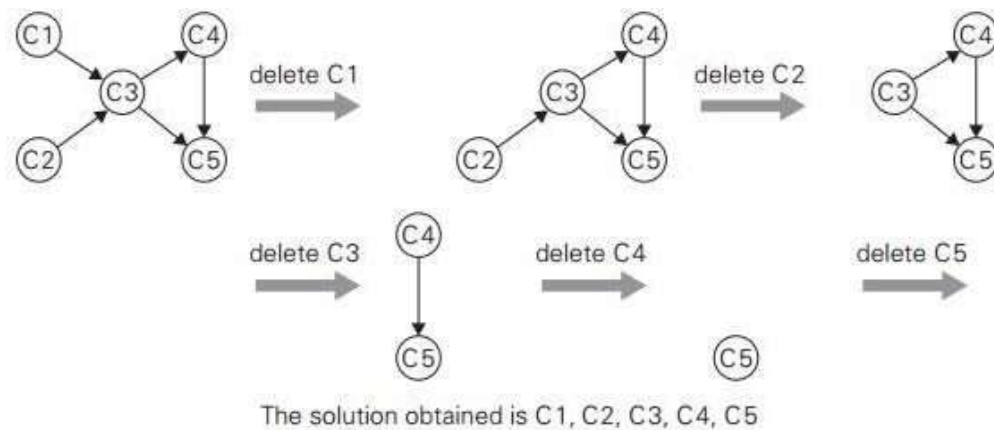 C1 C4 C4 C4
delete C1 delete C2
C3 C3 C3
C2 C5 C2 C5 C5
delete C3 C4 delete C4 delete C5
C5 C5
The solution obtained is C1, C2, C3, C4, C5